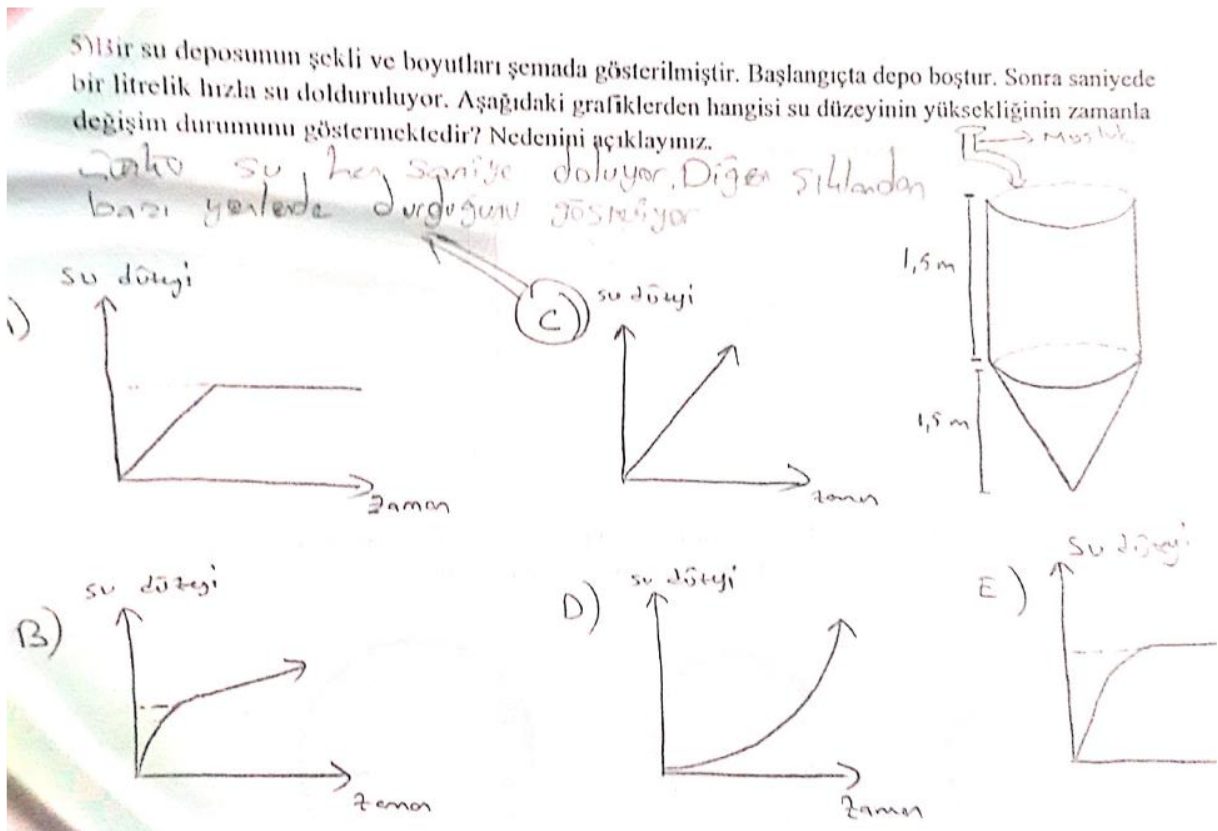 5)Bir su deposunun şekli ve boyutları şemada gösterilmiştir. Başlangıçta depo boştur. Sonra saniyede
bir litrelik hızla su dolduruluyor. Aşağıdaki grafiklerden hangisi su düzeyinin yüksekliğinin zamanla
değişim durumunu göstermektedir? Nedenini açıklayınız.
→ Musluk
Çünkü su her saniye doluyor. Diğer şıklardan
bazı yerlerde durduğunu gösteriyor
1,5 m
su düzeyi
C)
su düzeyi
1,5 m
zaman
zaman
B)
su düzeyi
D)
su düzeyi
E)
su düzeyi
zaman
zaman